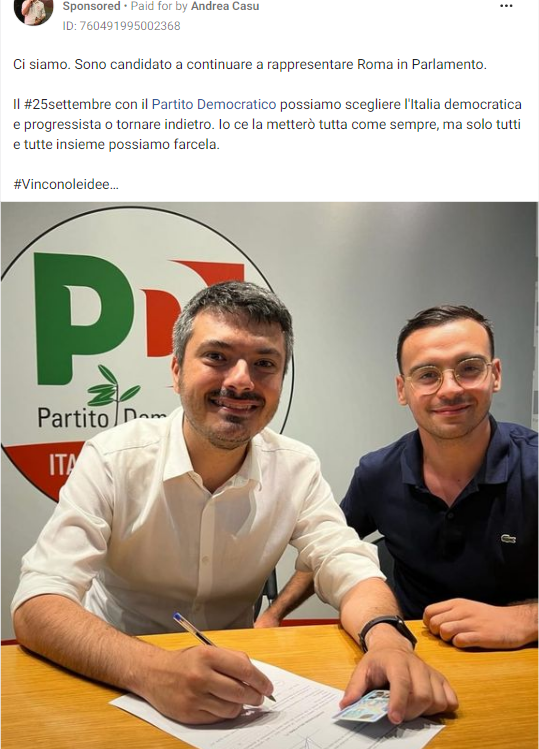 Sponsored • Paid for by Andrea Casu
ID: 760491995002368
Ci siamo. Sono candidato a continuare a rappresentare Roma in Parlamento.
Il #25settembre con il Partito Democratico possiamo scegliere l'Italia democratica
e progressista o tornare indietro. Io ce la metterò tutta come sempre, ma solo tutti
e tutte insieme possiamo farcela.
#Vinconoleidee...
PD
Partito Dem
ITA